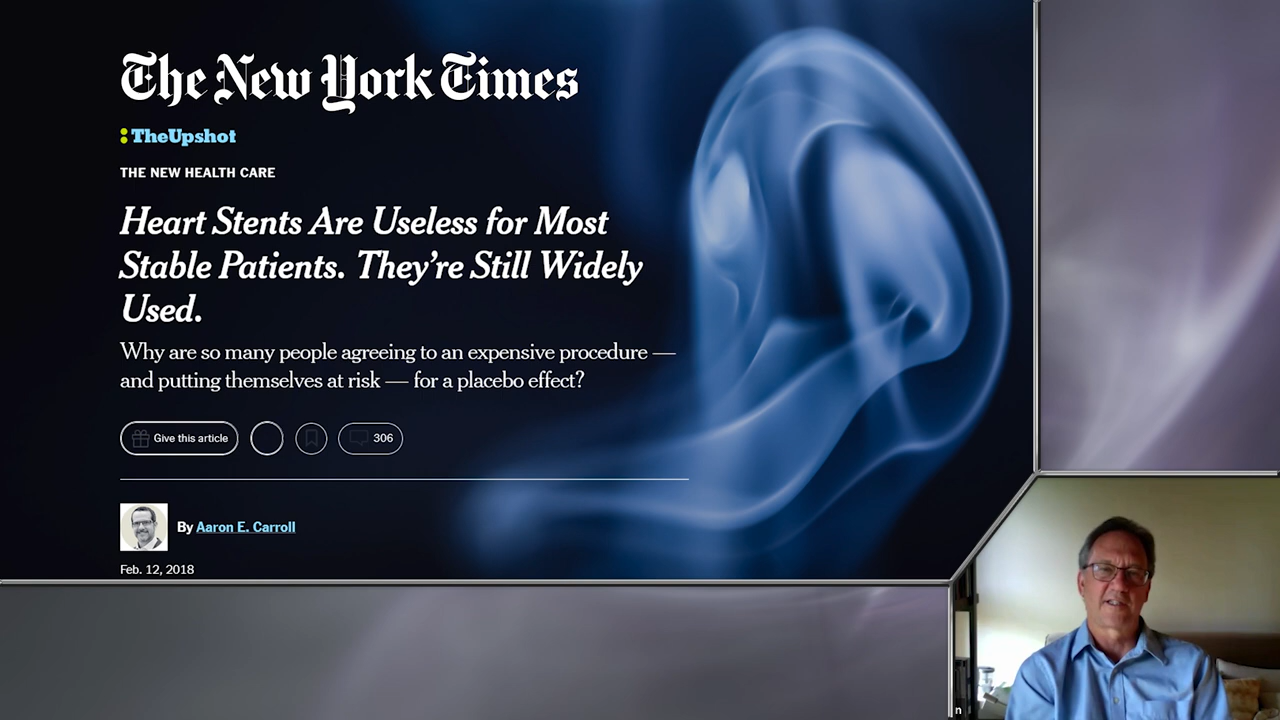 The New York Times
TheUpshot
THE NEW HEALTH CARE
Heart Stents Are Useless for Most
Stable Patients. They're Still Widely
Used.
Why are so many people agreeing to an expensive procedure —
and putting themselves at risk — for a placebo effect?
Give this article
306
By Aaron E. Carroll
Feb. 12, 2018
n